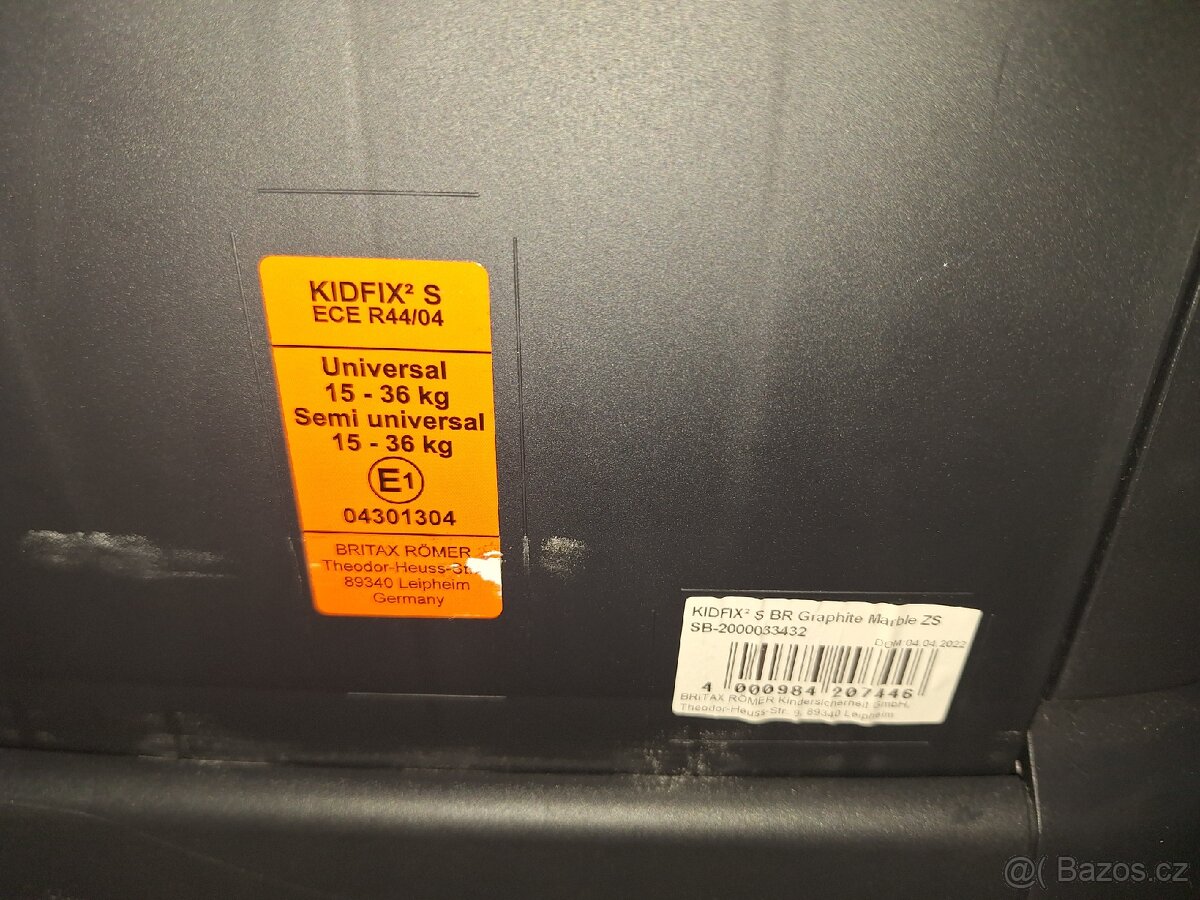 KIDFIX² S
ECE R44/04
Universal
15 - 36 kg
Semi universal
15 - 36 kg
E1
04301304
BRITAX RÖMER
Theodor-Heuss-Str.
89340 Leipheim
Germany
KIDFIX² S BR Graphite Marble ZS
SB-2000033432
DOM:04.04.2022
4 000984 207446
BRITAX RÖMER Kindersicherheit GmbH,
Theodor-Heuss-Str. 9, 89340 Leipheim
@( Bazos.cz